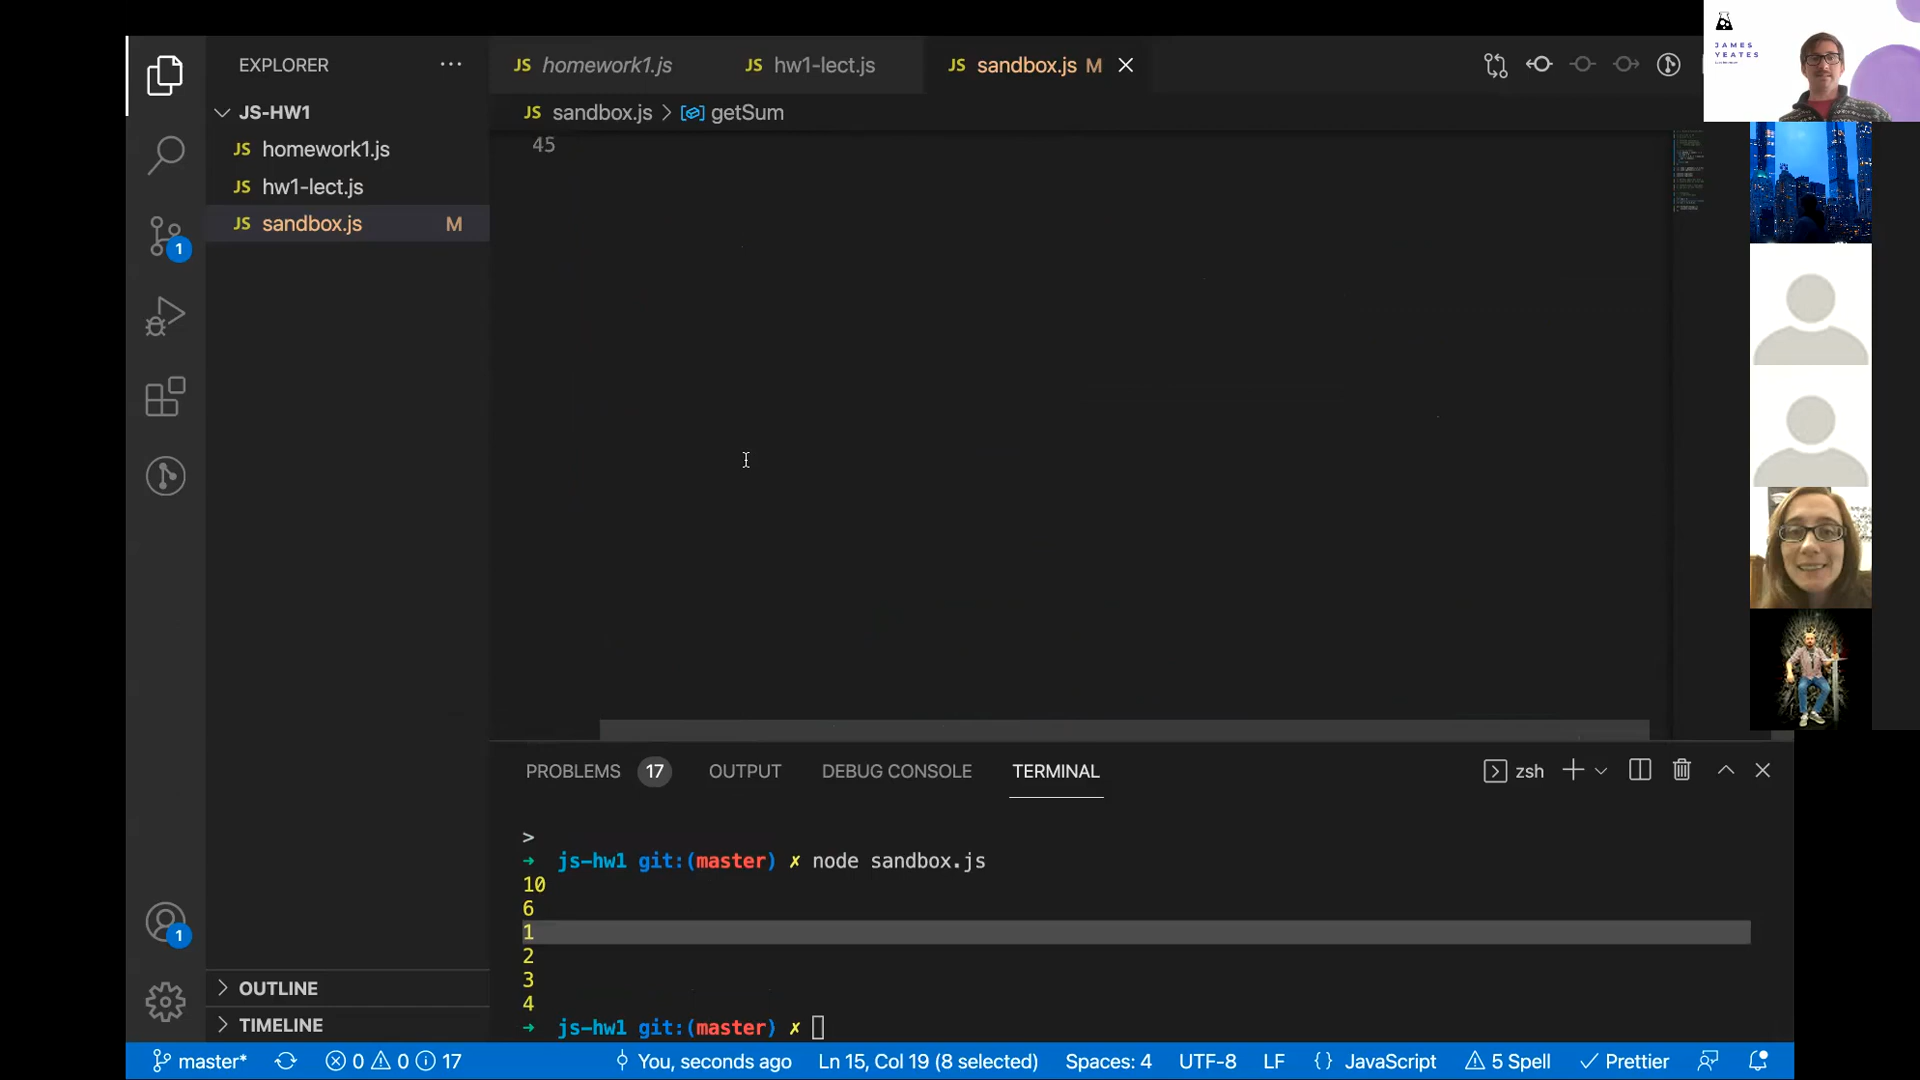 EXPLORER
JS homework1.js
JS hw1-lect.js
JS sandbox.js M
JAMES
YEATES
JS-HW1
JS sandbox.js > getSum
JS homework1.js
JS hw1-lect.js
JS sandbox.js M
45
1
PROBLEMS 17 OUTPUT DEBUG CONSOLE TERMINAL
zsh
>
→ js-hw1 git:(master) ✗ node sandbox.js
10
6
1
2
3
4
→ js-hw1 git:(master) ✗
1
OUTLINE
TIMELINE
master* 0 0 17 You, seconds ago Ln 15, Col 19 (8 selected) Spaces: 4 UTF-8 LF {} JavaScript 5 Spell Prettier